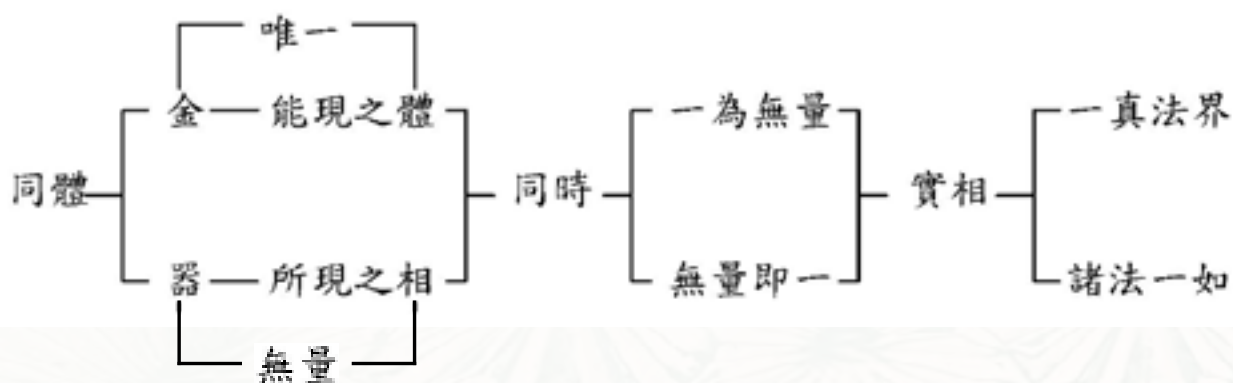 唯一
金 能現之體 一為無量 一真法界
同體 同時 實相
器 所現之相 無量即一 諸法一如
無量